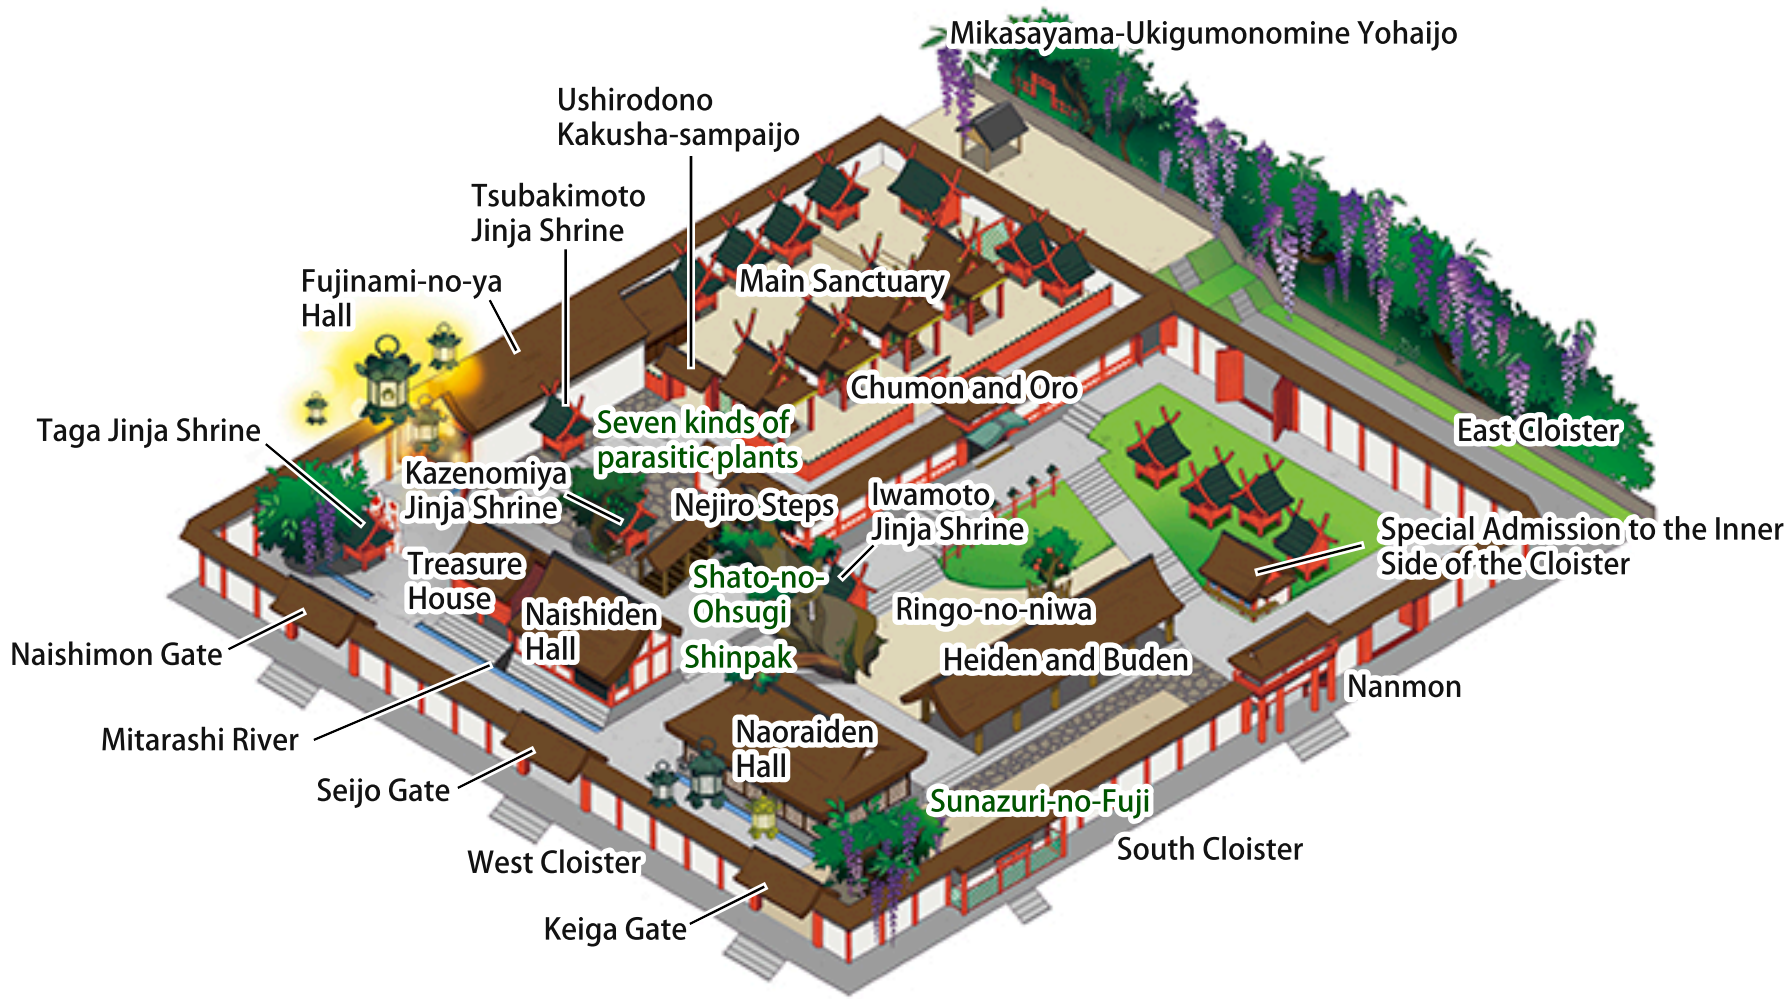 Mikasayama-Ukigumonomine Yohaijo
Ushirodono
Kakusha-sampaijo
Tsubakimoto
Jinja Shrine
Fujinami-no-ya
Hall
Main Sanctuary
Chumon and Oro
Taga Jinja Shrine
Seven kinds of
parasitic plants
East Cloister
Kazenomiya
Jinja Shrine
Nejiro Steps
Iwamoto
Jinja Shrine
Special Admission to the Inner
Side of the Cloister
Treasure
House
Shato-no-
Ohsugi
Naishiden
Hall
Ringo-no-niwa
Naishimon Gate
Shinpak
Heiden and Buden
Nanmon
Mitarashi River
Naoraiden
Hall
Seijo Gate
Sunazuri-no-Fuji
South Cloister
West Cloister
Keiga Gate